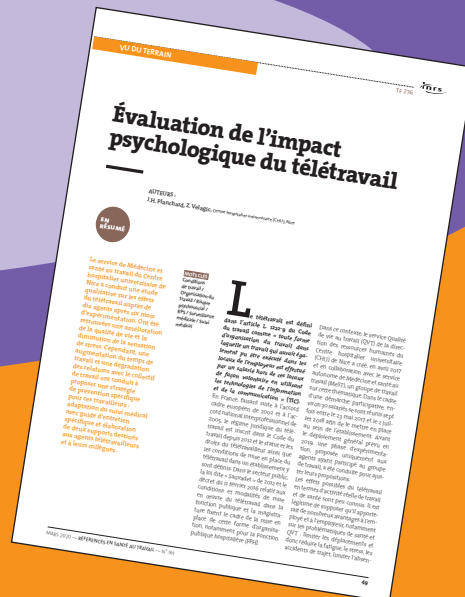 VU DU TERRAIN
TF 276
inrs
Évaluation de l'impact
psychologique du télétravail
AUTEURS :
J.H. Planchard, Z. Velagic, Centre hospitalier universitaire (CHU), Nice
EN
RÉSUMÉ
Le service de Médecine et
santé au travail du Centre
hospitalier universitaire de
Nice a conduit une étude
qualitative sur les effets
du télétravail auprès de
dix agents après six mois
d'expérimentation. Ont été
retrouvées une amélioration
de la qualité de vie et la
diminution de la sensation
de stress. Cependant, une
augmentation du temps de
travail et une dégradation
des relations avec le collectif
de travail ont conduit à
proposer une stratégie
de prévention spécifique
pour ces travailleurs :
adaptation du suivi médical
avec guide d'entretien
spécifique et élaboration
de deux supports destinés
aux agents télétravailleurs
et à leurs collègues.
MOTS CLÉS
Conditions
de travail /
Organisation du
travail / Risque
psychosocial /
RPS / Surveillance
médicale / Suivi
médical
Le télétravail est défini
dans l'article L. 1222-9 du Code
du travail comme « toute forme
d'organisation du travail dans
laquelle un travail qui aurait éga-
lement pu être exécuté dans les
locaux de l'employeur est effectué
par un salarié hors de ces locaux
de façon volontaire en utilisant
les technologies de l'information
et de la communication » (TIC).
En France, faisant suite à l'accord
cadre européen de 2002 et à l'ac-
cord national interprofessionnel de
2005, le régime juridique du télé-
travail est inscrit dans le Code du
travail depuis 2012 et le statut et les
droits du télétravailleur ainsi que
les conditions de mise en place du
télétravail dans un établissement y
sont définis. Dans le secteur public,
la loi dite « Sauvadet » de 2012 et le
décret du 11 février 2016 relatif aux
conditions et modalités de mise
en œuvre du télétravail dans la
fonction publique et la magistra-
ture fixent le cadre de la mise en
place de cette forme d'organisa-
tion, notamment pour la Fonction
publique hospitalière (FPH).
Dans ce contexte, le service Qualité
de vie au travail (QVT) de la direc-
tion des ressources humaines du
Centre hospitalier universitaire
(CHU) de Nice a créé, en avril 2017
et en collaboration avec le service
autonome de Médecine et santé au
travail (MeST), un groupe de travail
sur cette thématique. Dans le cadre
d'une démarche participative, en-
viron 30 salariés se sont réunis sept
fois entre le 23 mai 2017 et le 2 juil-
let 2018 afin de le mettre en place
au sein de l'établissement. Avant
le déploiement général prévu en
2019, une phase d'expérimenta-
tion, proposée uniquement aux
agents ayant participé au groupe
de travail, a été conduite pour ajus-
ter leurs propositions.
Les effets possibles du télétravail
en termes d'activité réelle de travail
et de santé sont peu connus. Il est
légitime de supposer qu'il apporte-
rait de nombreux avantages à l'em-
ployé et à l'employeur, notamment
sur les problématiques de santé et
QVT : limiter les déplacements et
donc réduire la fatigue, le stress, les
accidents de trajet, limiter l'absen-
MARS 2020 — RÉFÉRENCES EN SANTÉ AU TRAVAIL — N° 161
49